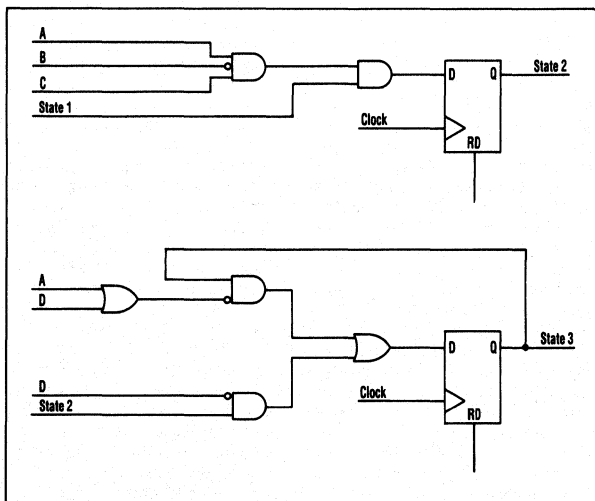 A
B
C
State 1
D Q State 2
Clock
RD
A
D
D Q State 3
D
State 2
Clock
RD